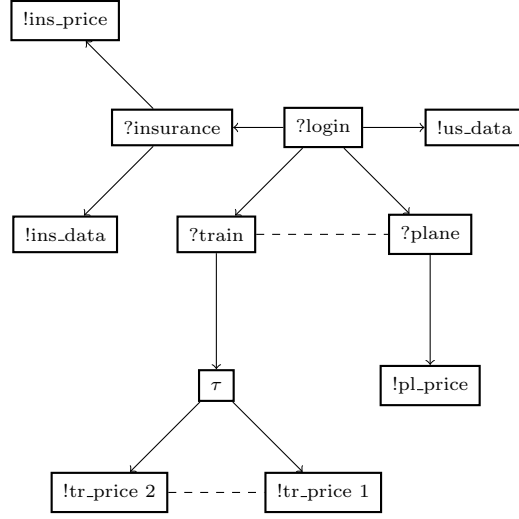 !ins_price
?insurance
?login
!us_data
!ins_data
?train
?plane
τ
!pl_price
!tr_price 2
!tr_price 1